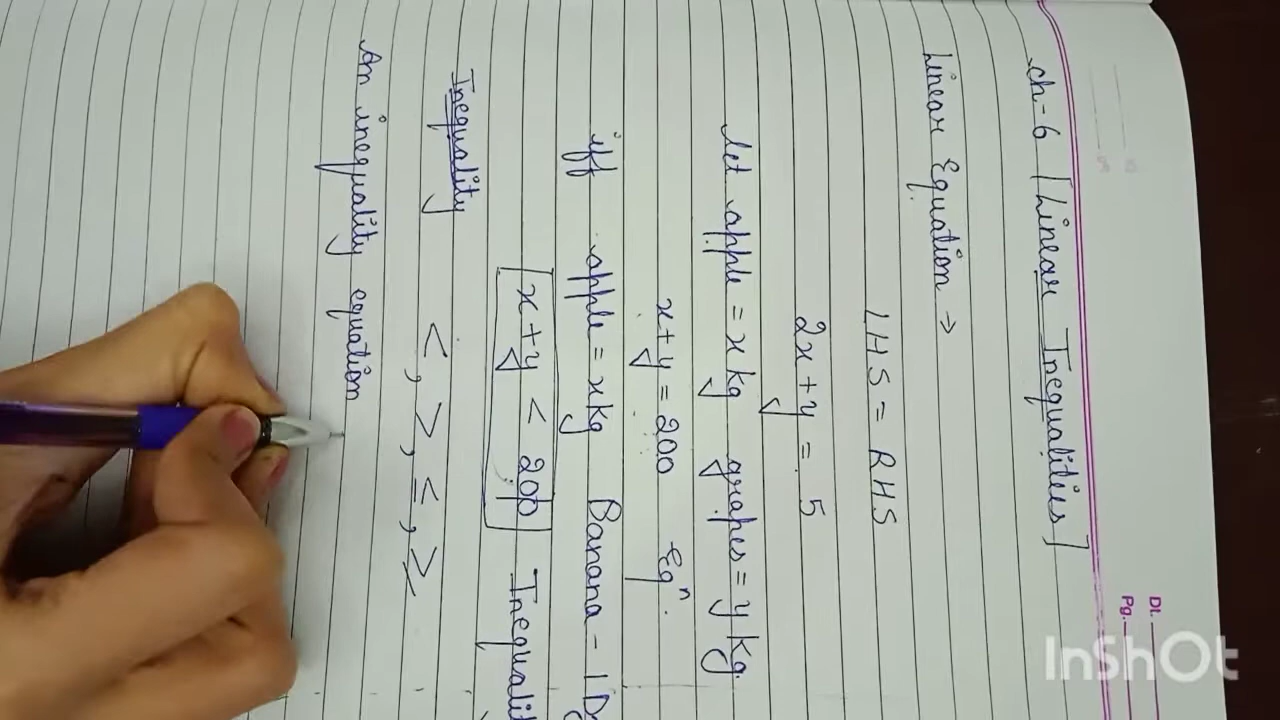 Dt.
Pg.
Ch-6 [Linear Inequalities]
Linear Equation →
LHS = RHS
2x + y = 5
let apple = x kg grapes = y kg
x + y = 200 Eqⁿ.
iff apple = x kg Banana - 1 D
x + y < 200 Inequalit
Inequality <, >, ≤, ≥
An inequality equation
InShOt